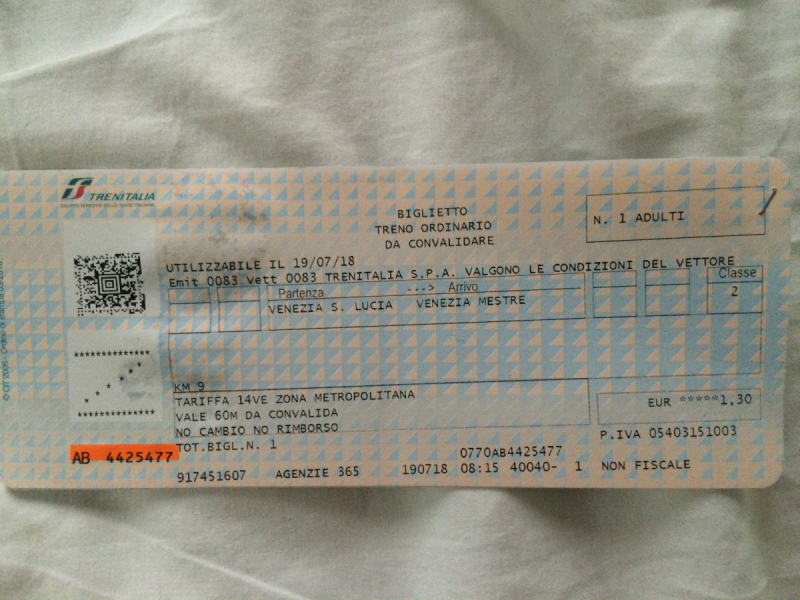 TRENITALIA
BIGLIETTO
TRENO ORDINARIO
DA CONVALIDARE
N. 1 ADULTI
UTILIZZABILE IL 19/07/18
Emit 0083 Vett 0083 TRENITALIA S.P.A. VALGONO LE CONDIZIONI DEL VETTORE
Partenza ---> Arrivo Classe
VENEZIA S. LUCIA VENEZIA MESTRE 2
**************
* * * * * *
**************
KM 9
TARIFFA 14VE ZONA METROPOLITANA
VALE 60M DA CONVALIDA
NO CAMBIO NO RIMBORSO
TOT.BIGL.N. 1
EUR *****1,30
P.IVA 05403151003
AB 4425477
0770AB4425477
917451607 AGENZIE 365 190718 08:15 40040- 1 NON FISCALE